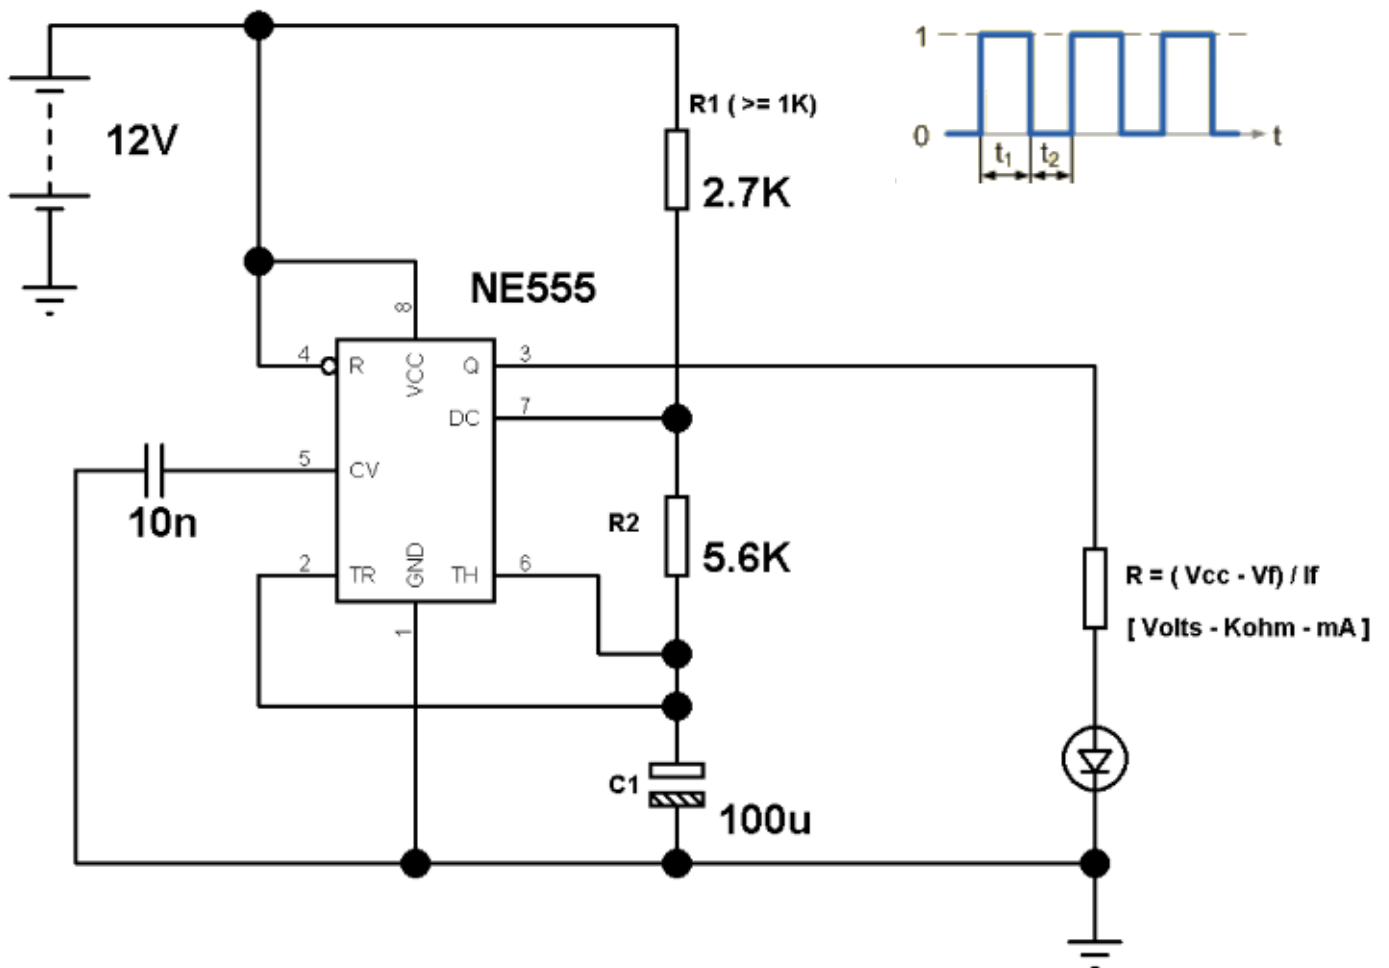 1
0
t
t1
t2
R1 ( >= 1K)
2.7K
12V
NE555
8
4
R
VCC
Q
3
DC
7
5
CV
10n
R2
5.6K
2
TR
GND
TH
6
1
R = ( Vcc - Vf) / If
[ Volts - Kohm - mA ]
C1
100u